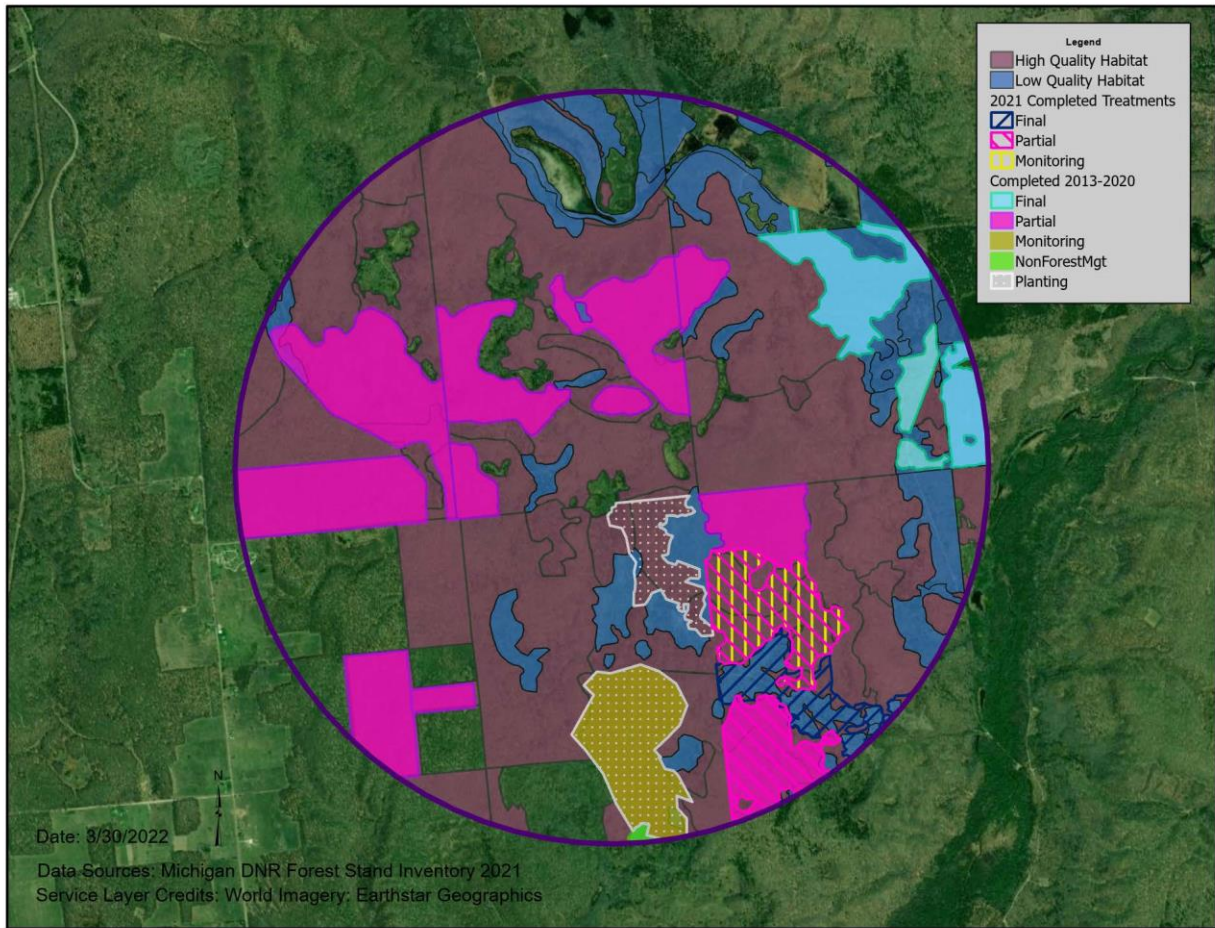 Legend
High Quality Habitat
Low Quality Habitat
2021 Completed Treatments
Final
Partial
Monitoring
Completed 2013-2020
Final
Partial
Monitoring
NonForestMgt
Planting
N
Date: 3/30/2022
Data Sources: Michigan DNR Forest Stand Inventory 2021
Service Layer Credits: World Imagery: Earthstar Geographics